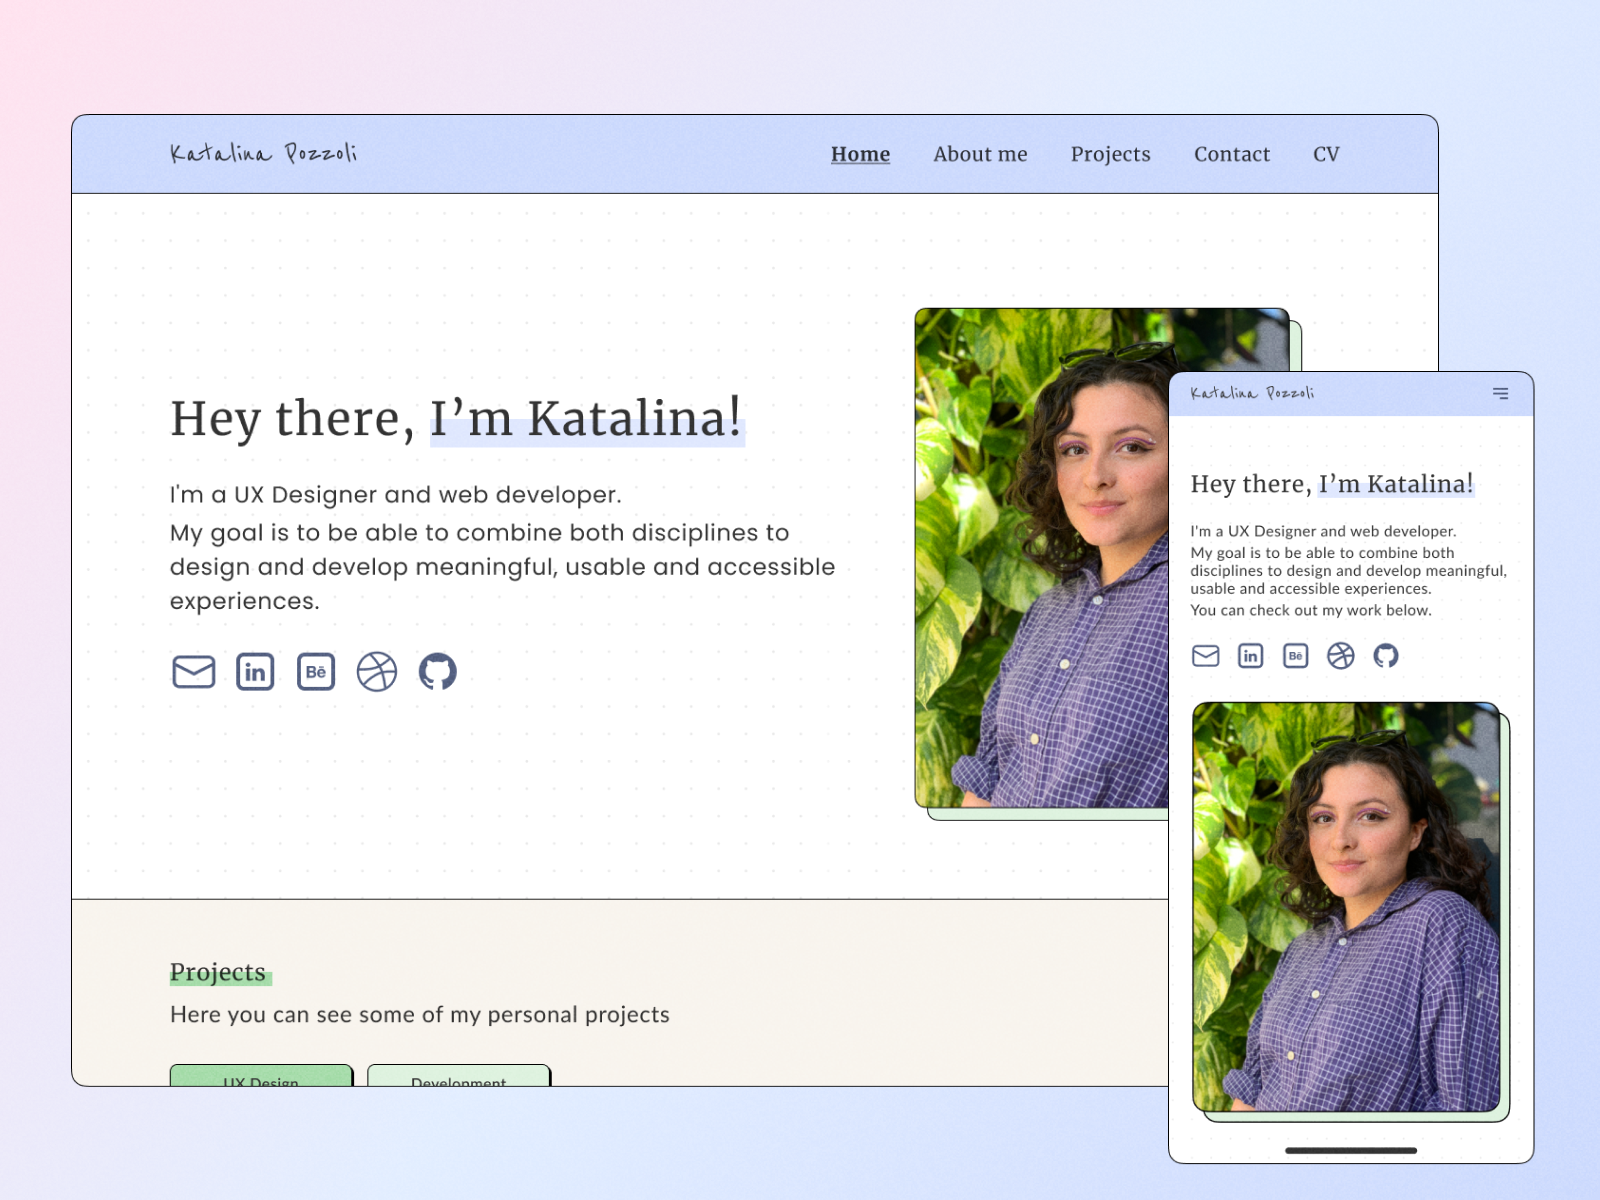 Katalina Pozzoli
Home About me Projects Contact CV
Hey there, I’m Katalina!
I'm a UX Designer and web developer.
My goal is to be able to combine both disciplines to
design and develop meaningful, usable and accessible
experiences.
in Bē
Projects
Here you can see some of my personal projects
UX Design Development
Katalina Pozzoli
Hey there, I’m Katalina!
I'm a UX Designer and web developer.
My goal is to be able to combine both
disciplines to design and develop meaningful,
usable and accessible experiences.
You can check out my work below.
in Bē